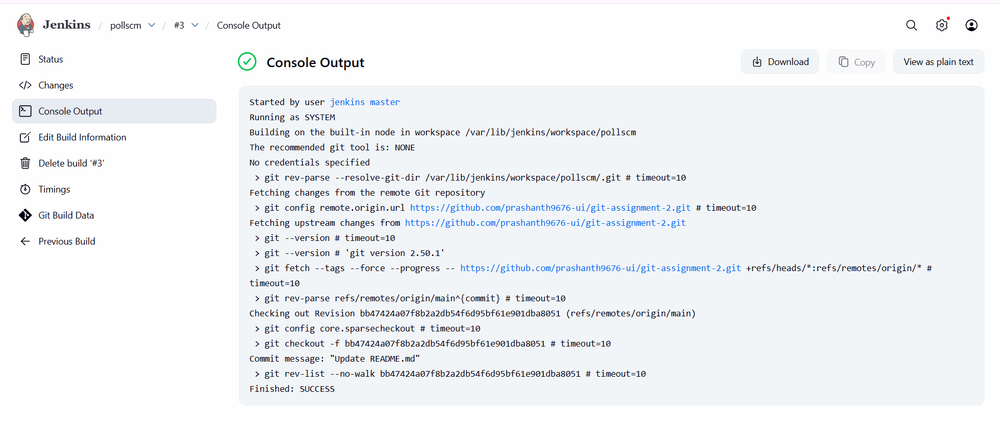 Jenkins / pollscm / #3 / Console Output
Status
Changes
Console Output
Edit Build Information
Delete build ‘#3’
Timings
Git Build Data
Previous Build
Console Output
Download
Copy
View as plain text
Started by user jenkins master
Running as SYSTEM
Building on the built-in node in workspace /var/lib/jenkins/workspace/pollscm
The recommended git tool is: NONE
No credentials specified
 > git rev-parse --resolve-git-dir /var/lib/jenkins/workspace/pollscm/.git # timeout=10
Fetching changes from the remote Git repository
 > git config remote.origin.url https://github.com/prashanth9676-ui/git-assignment-2.git # timeout=10
Fetching upstream changes from https://github.com/prashanth9676-ui/git-assignment-2.git
 > git --version # timeout=10
 > git --version # 'git version 2.50.1'
 > git fetch --tags --force --progress -- https://github.com/prashanth9676-ui/git-assignment-2.git +refs/heads/*:refs/remotes/origin/* #
timeout=10
 > git rev-parse refs/remotes/origin/main^{commit} # timeout=10
Checking out Revision bb47424a07f8b2a2db54f6d95bf61e901dba8051 (refs/remotes/origin/main)
 > git config core.sparsecheckout # timeout=10
 > git checkout -f bb47424a07f8b2a2db54f6d95bf61e901dba8051 # timeout=10
Commit message: "Update README.md"
 > git rev-list --no-walk bb47424a07f8b2a2db54f6d95bf61e901dba8051 # timeout=10
Finished: SUCCESS